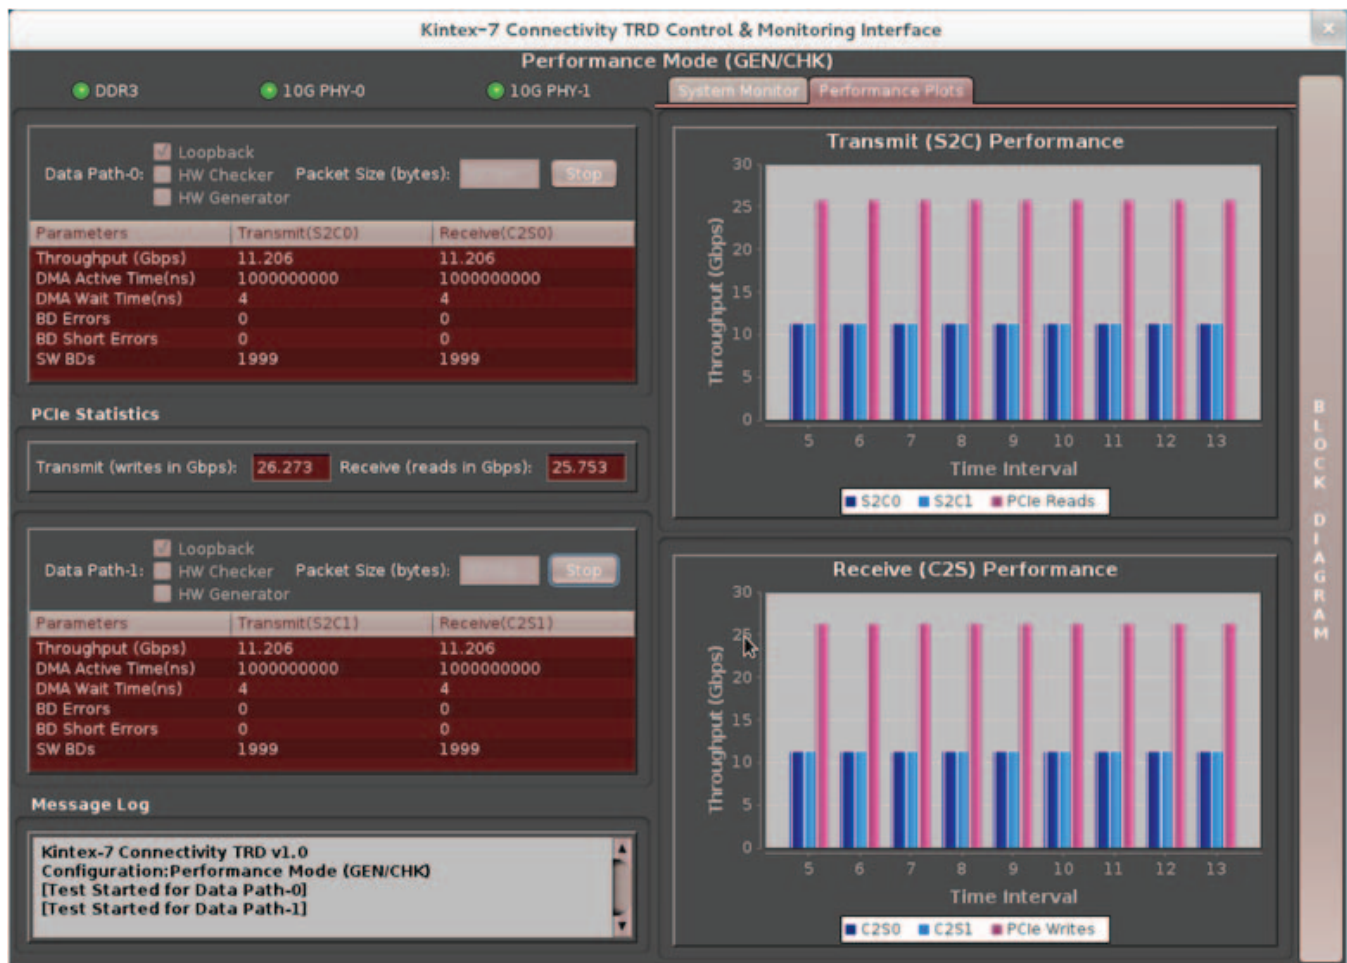 Kintex-7 Connectivity TRD Control & Monitoring Interface
Performance Mode (GEN/CHK)
DDR3 10G PHY-0 10G PHY-1
System Monitor Performance Plots
Data Path-0:
Loopback
HW Checker
HW Generator
Packet Size (bytes):
Stop
Parameters Transmit(S2C0) Receive(C2S0)
Throughput (Gbps) 11.206 11.206
DMA Active Time(ns) 1000000000 1000000000
DMA Wait Time(ns) 4 4
BD Errors 0 0
BD Short Errors 0 0
SW BDs 1999 1999
PCIe Statistics
Transmit (writes in Gbps): 26.273 Receive (reads in Gbps): 25.753
Data Path-1:
Loopback
HW Checker
HW Generator
Packet Size (bytes):
Stop
Parameters Transmit(S2C1) Receive(C2S1)
Throughput (Gbps) 11.206 11.206
DMA Active Time(ns) 1000000000 1000000000
DMA Wait Time(ns) 4 4
BD Errors 0 0
BD Short Errors 0 0
SW BDs 1999 1999
Message Log
Kintex-7 Connectivity TRD v1.0
Configuration:Performance Mode (GEN/CHK)
[Test Started for Data Path-0]
[Test Started for Data Path-1]
Transmit (S2C) Performance
Throughput (Gbps)
30
25
20
15
10
5
0
5 6 7 8 9 10 11 12 13
Time Interval
S2C0 S2C1 PCIe Reads
Receive (C2S) Performance
Throughput (Gbps)
30
25
20
15
10
5
0
5 6 7 8 9 10 11 12 13
Time Interval
C2S0 C2S1 PCIe Writes
BLOCK DIAGRAM